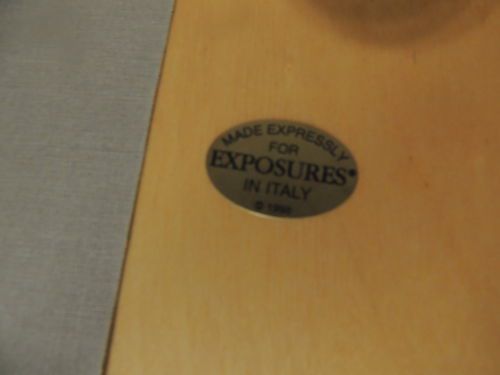 MADE EXPRESSLY
FOR
EXPOSURES®
IN ITALY